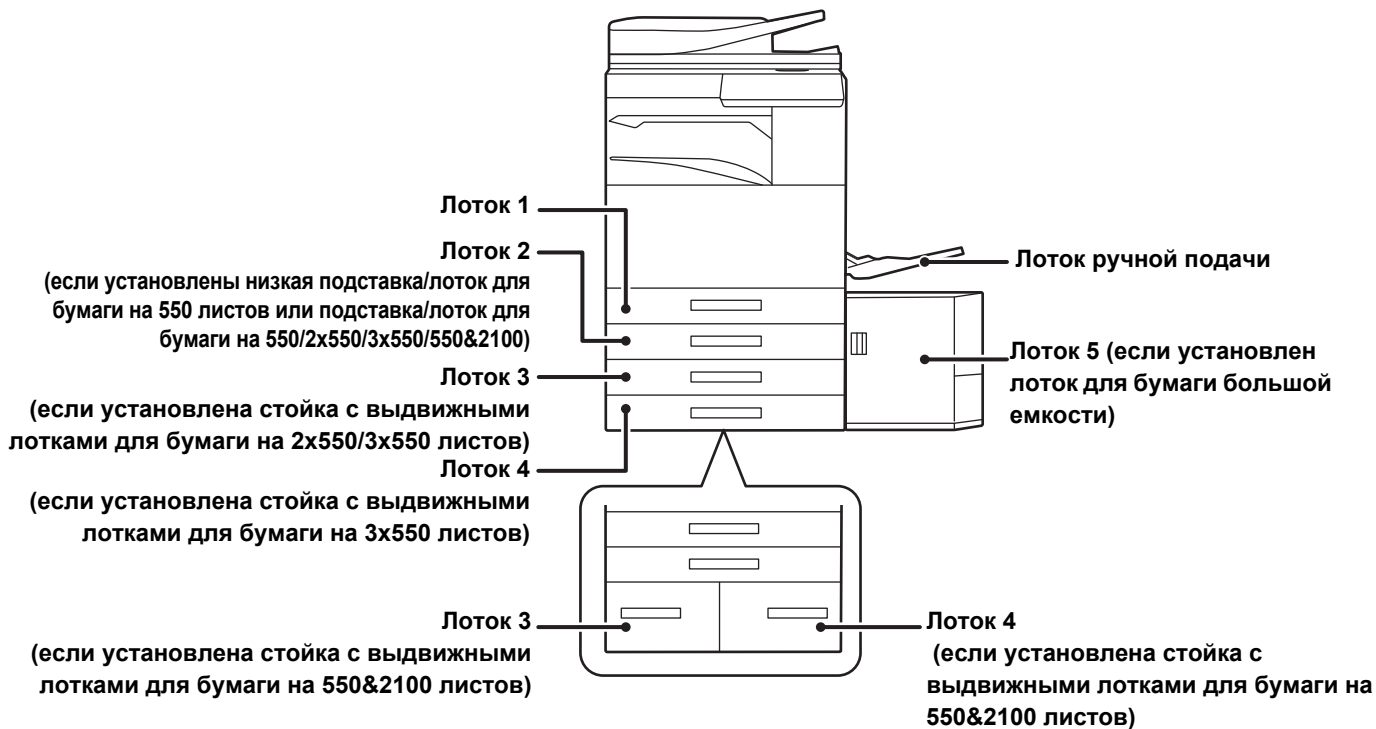 Лоток 1
Лоток 2
(если установлены низкая подставка/лоток для
бумаги на 550 листов или подставка/лоток для
бумаги на 550/2x550/3x550/550&2100)
Лоток 3
(если установлена стойка с выдвижными
лотками для бумаги на 2x550/3x550 листов)
Лоток 4
(если установлена стойка с выдвижными
лотками для бумаги на 3x550 листов)
Лоток ручной подачи
Лоток 5 (если установлен
лоток для бумаги большой
емкости)
Лоток 3
(если установлена стойка с выдвижными
лотками для бумаги на 550&2100 листов)
Лоток 4
(если установлена стойка с
выдвижными лотками для бумаги на
550&2100 листов)